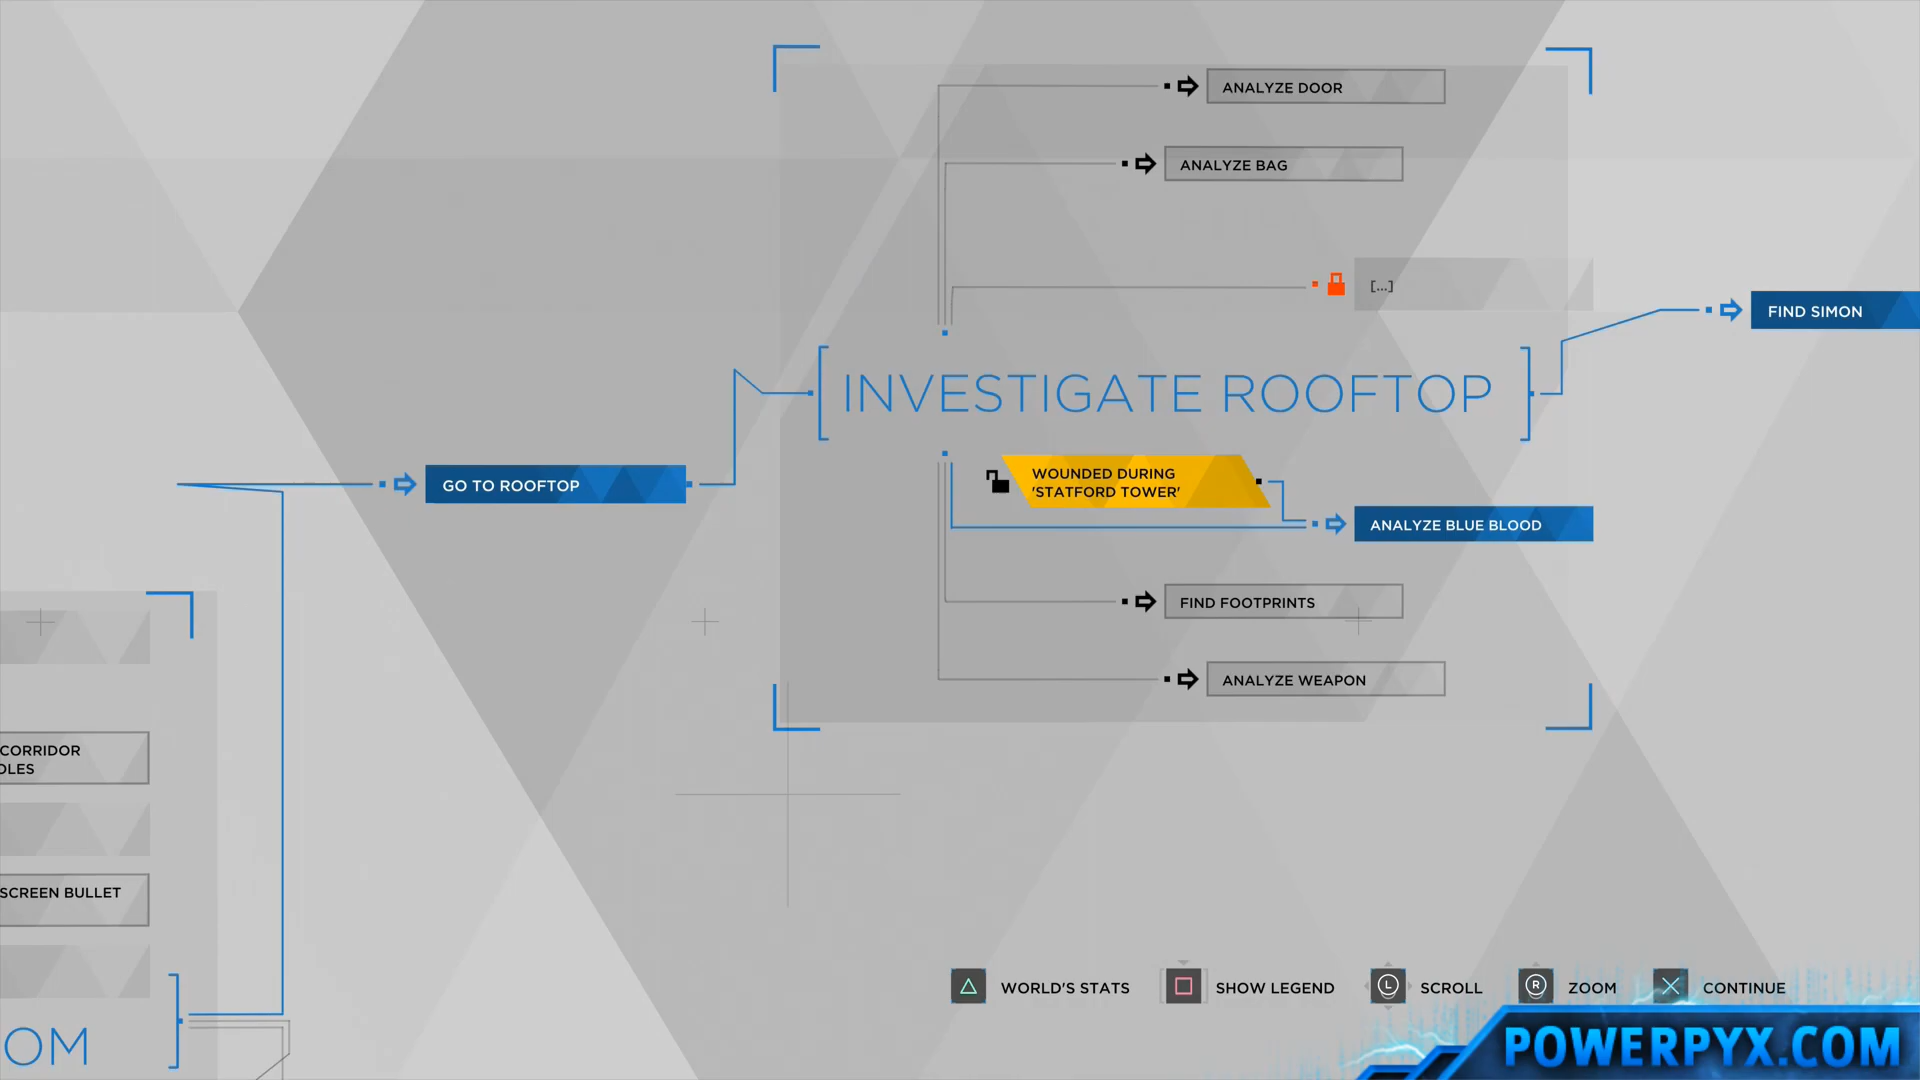 ANALYZE DOOR
ANALYZE BAG
[...]
FIND SIMON
INVESTIGATE ROOFTOP
GO TO ROOFTOP
WOUNDED DURING
'STATFORD TOWER'
ANALYZE BLUE BLOOD
FIND FOOTPRINTS
ANALYZE WEAPON
CORRIDOR
OLES
SCREEN BULLET
OM
WORLD'S STATS
SHOW LEGEND
L
SCROLL
R
ZOOM
CONTINUE
POWERPYX.COM